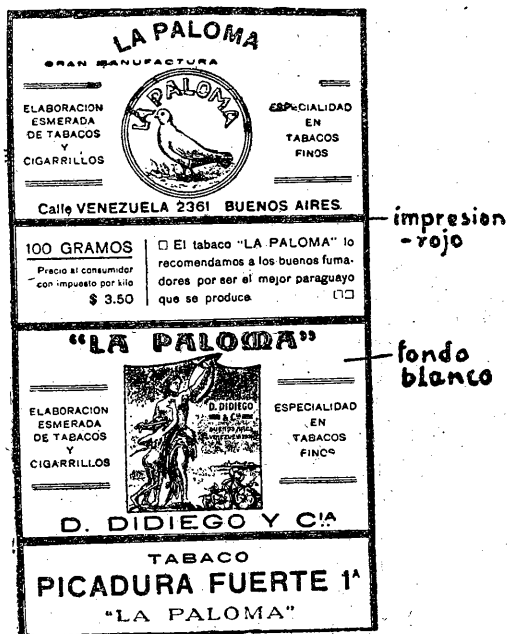 LA PALOMA
GRAN MANUFACTURA
LA PALOMA
ELABORACION
ESMERADA
DE TABACOS
Y
CIGARRILLOS
ESPECIALIDAD
EN
TABACOS
FINOS
Calle VENEZUELA 2361 BUENOS AIRES.
impresion
-rojo
100 GRAMOS
Precio al consumidor
con impuesto por kilo
$ 3.50
El tabaco "LA PALOMA" lo
recomendamos a los buenos fuma-
dores por ser el mejor paraguayo
que se produce.
"LA PALOMA"
fondo
blanco
ELABORACION
ESMERADA
DE TABACOS
Y
CIGARRILLOS
D. DIDIEGO
& Cia
BUENOS AIRES
ESPECIALIDAD
EN
TABACOS
FINOS
D. DIDIEGO Y CIA
TABACO
PICADURA FUERTE 1A
"LA PALOMA"